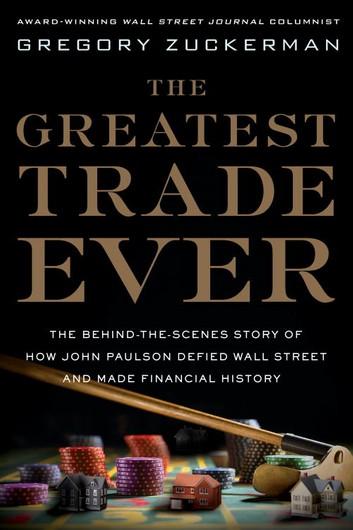 AWARD-WINNING WALL STREET JOURNAL COLUMNIST
GREGORY ZUCKERMAN
THE
GREATEST
TRADE
EVER
THE BEHIND-THE-SCENES STORY OF
HOW JOHN PAULSON DEFIED WALL STREET
AND MADE FINANCIAL HISTORY